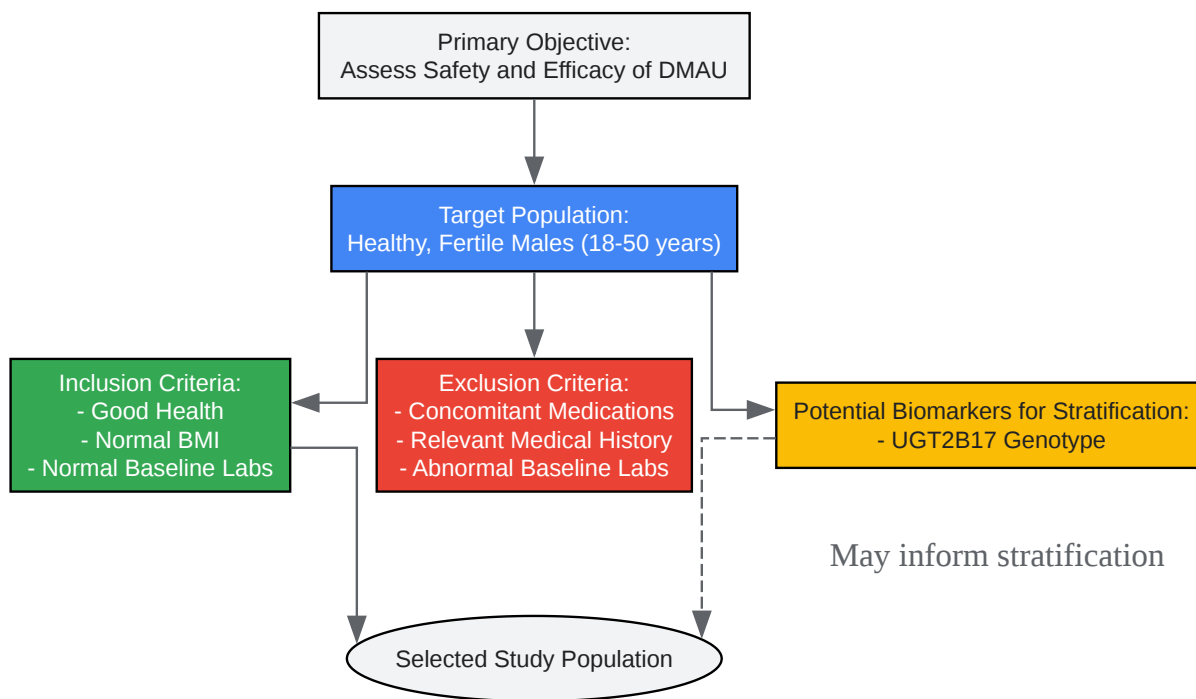 Primary Objective:
Assess Safety and Efficacy of DMAU
Target Population:
Healthy, Fertile Males (18-50 years)
Inclusion Criteria:
- Good Health
- Normal BMI
- Normal Baseline Labs
Exclusion Criteria:
- Concomitant Medications
- Relevant Medical History
- Abnormal Baseline Labs
Potential Biomarkers for Stratification:
- UGT2B17 Genotype
May inform stratification
Selected Study Population